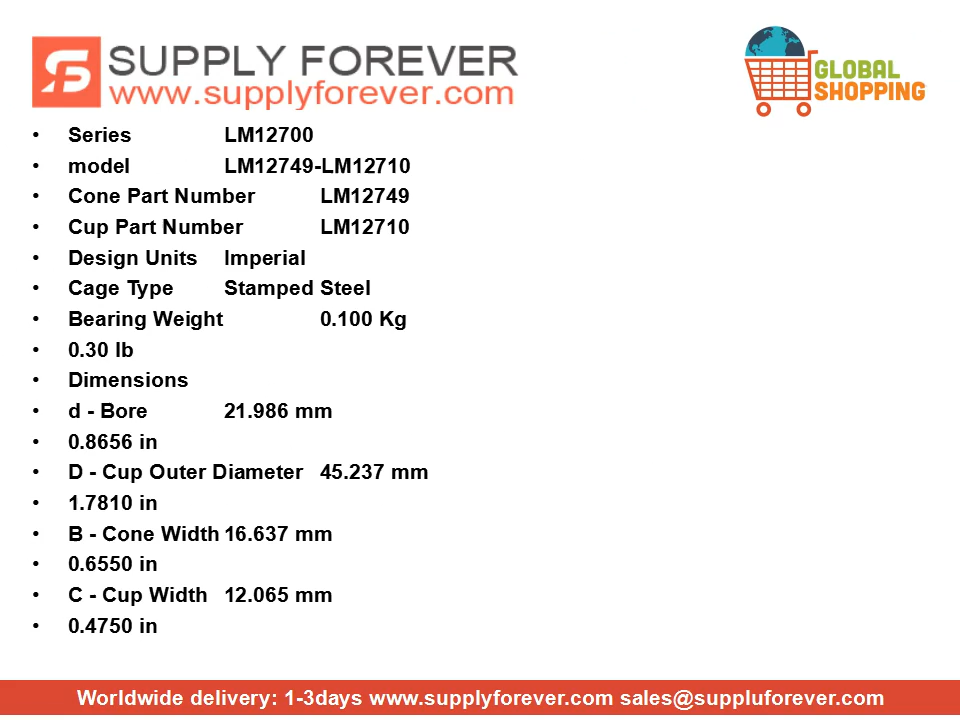 SUPPLY FOREVER
www.supplyforever.com
GLOBAL
SHOPPING
• Series LM12700
• model LM12749-LM12710
• Cone Part Number LM12749
• Cup Part Number LM12710
• Design Units Imperial
• Cage Type Stamped Steel
• Bearing Weight 0.100 Kg
• 0.30 lb
• Dimensions
• d - Bore 21.986 mm
• 0.8656 in
• D - Cup Outer Diameter 45.237 mm
• 1.7810 in
• B - Cone Width 16.637 mm
• 0.6550 in
• C - Cup Width 12.065 mm
• 0.4750 in
Worldwide delivery: 1-3days www.supplyforever.com sales@suppluforever.com